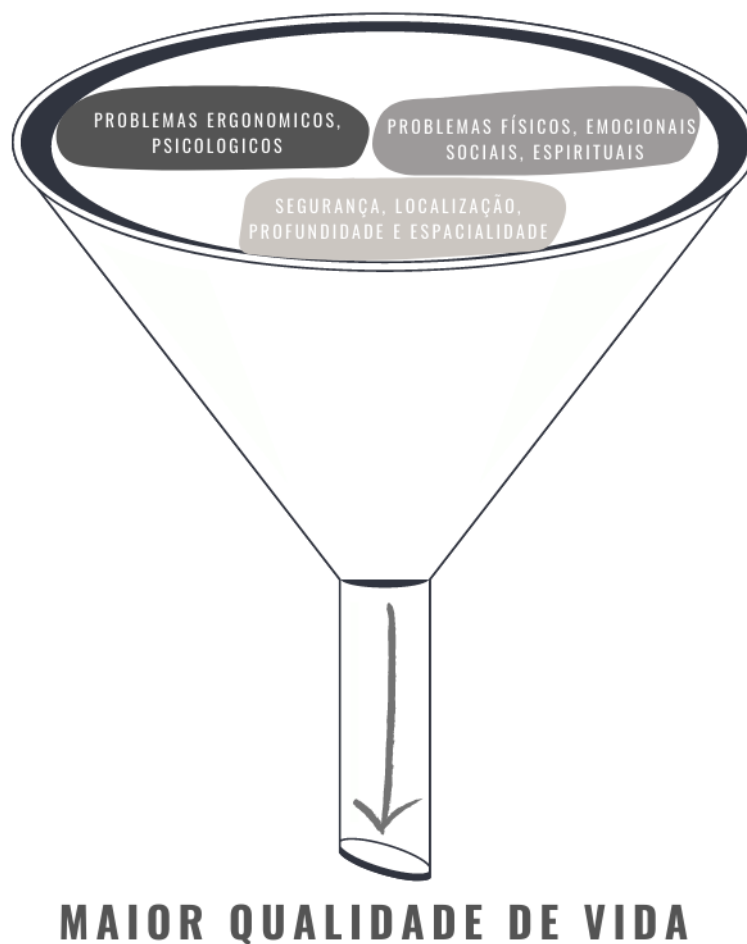 PROBLEMAS ERGONOMICOS,
PSICOLOGICOS
PROBLEMAS FÍSICOS, EMOCIONAIS
SOCIAIS, ESPIRITUAIS
SEGURANÇA, LOCALIZAÇÃO,
PROFUNDIDADE E ESPACIALIDADE
MAIOR QUALIDADE DE VIDA